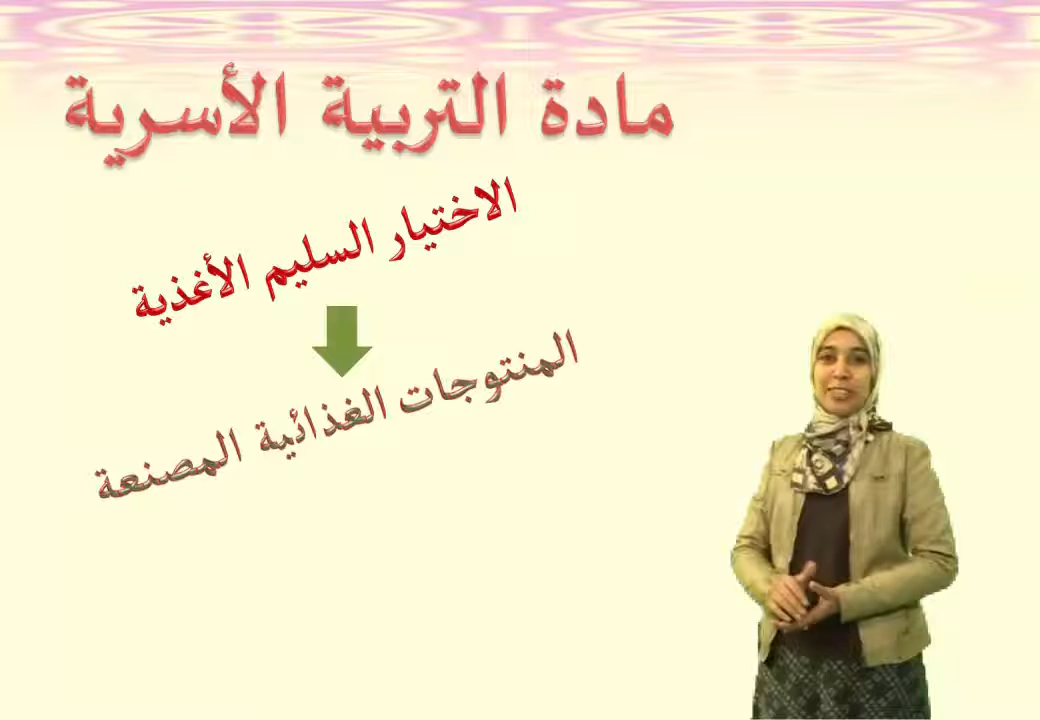 مادة التربية الأسرية
الاختيار السليم الأغذية
المنتوجات الغذائية المصنعة